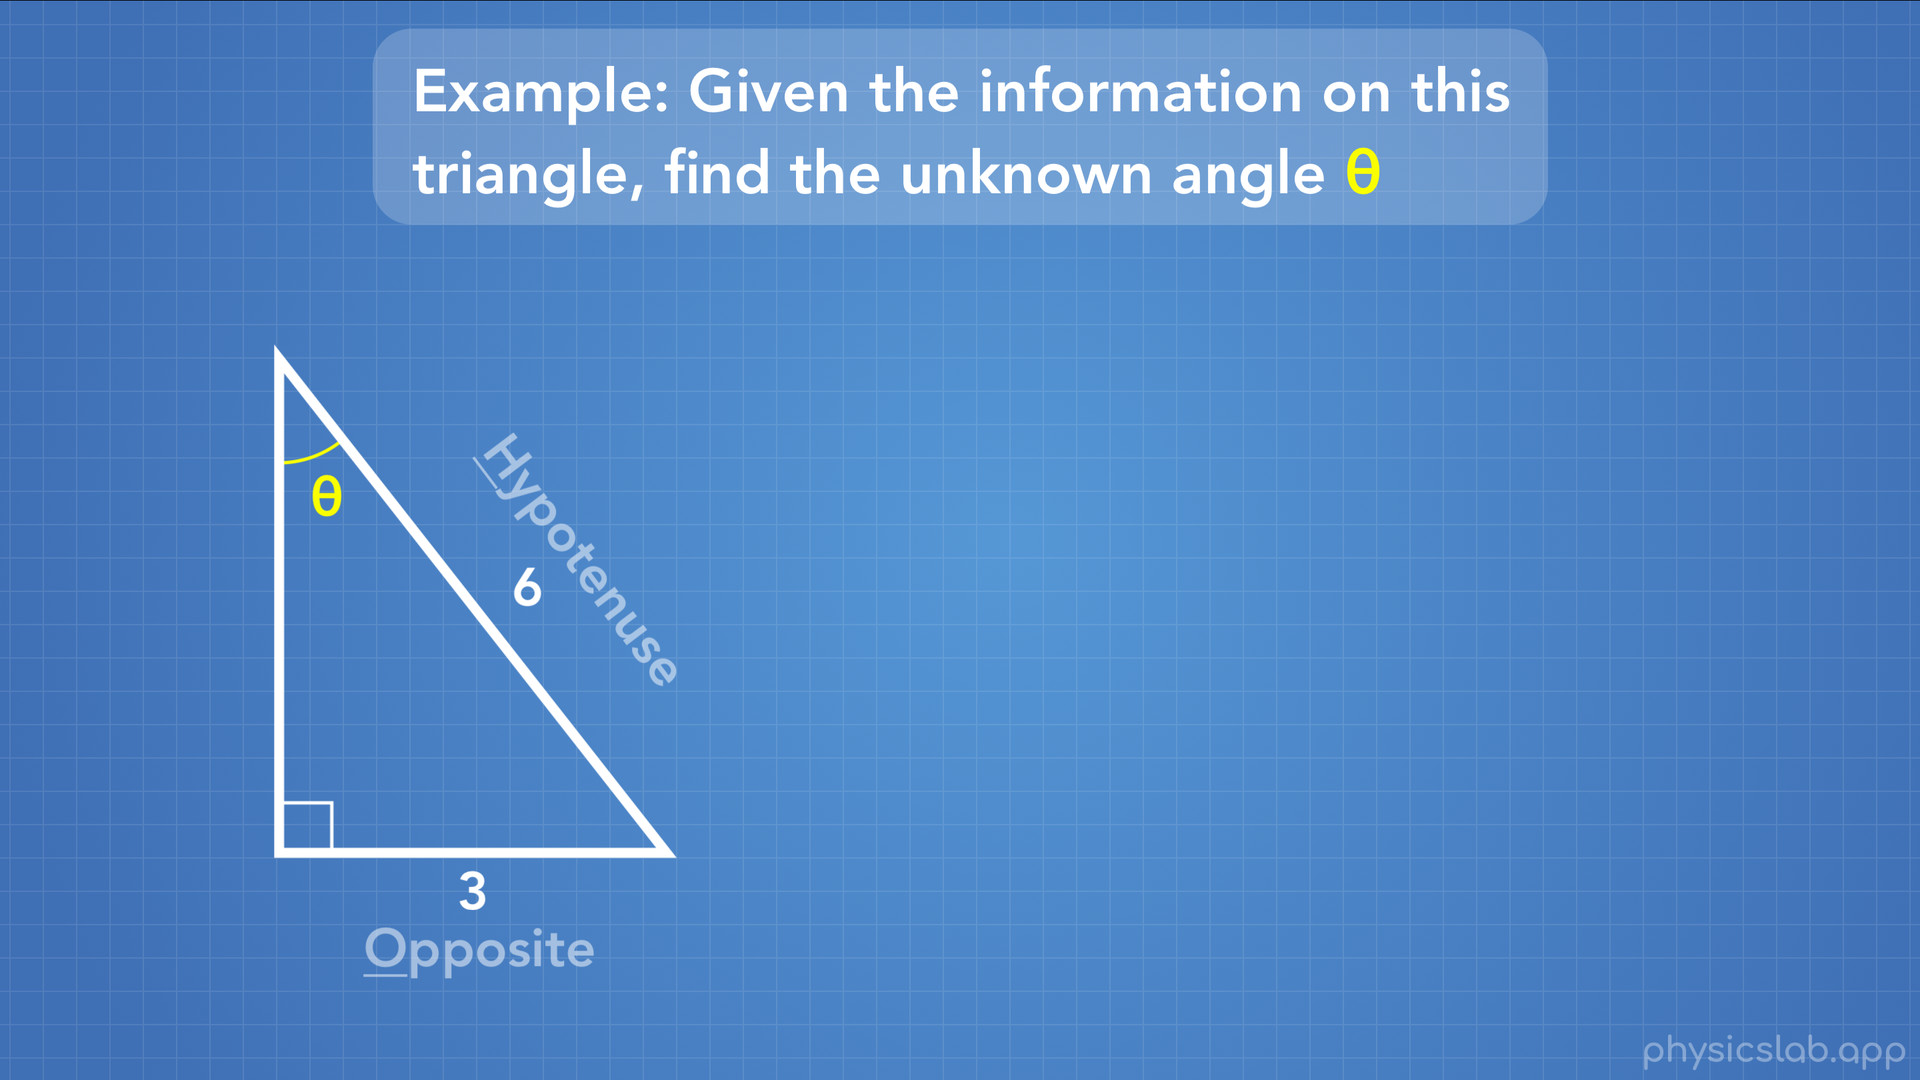 Example: Given the information on this
triangle, find the unknown angle θ
θ
Hypotenuse
6
3
Opposite
physicslab.app